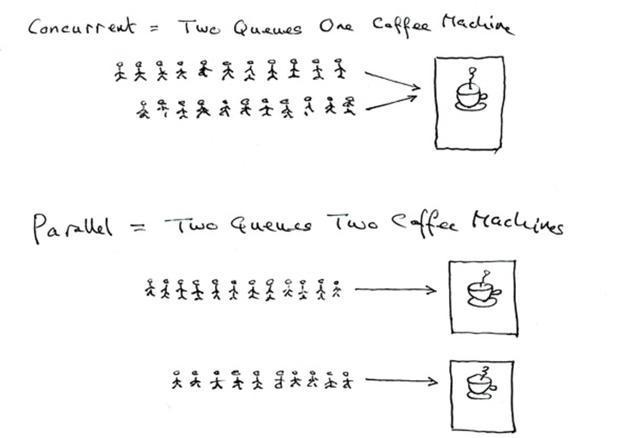 Concurrent = Two Queues One Coffee Machine
Parallel = Two Queues Two Coffee Machines